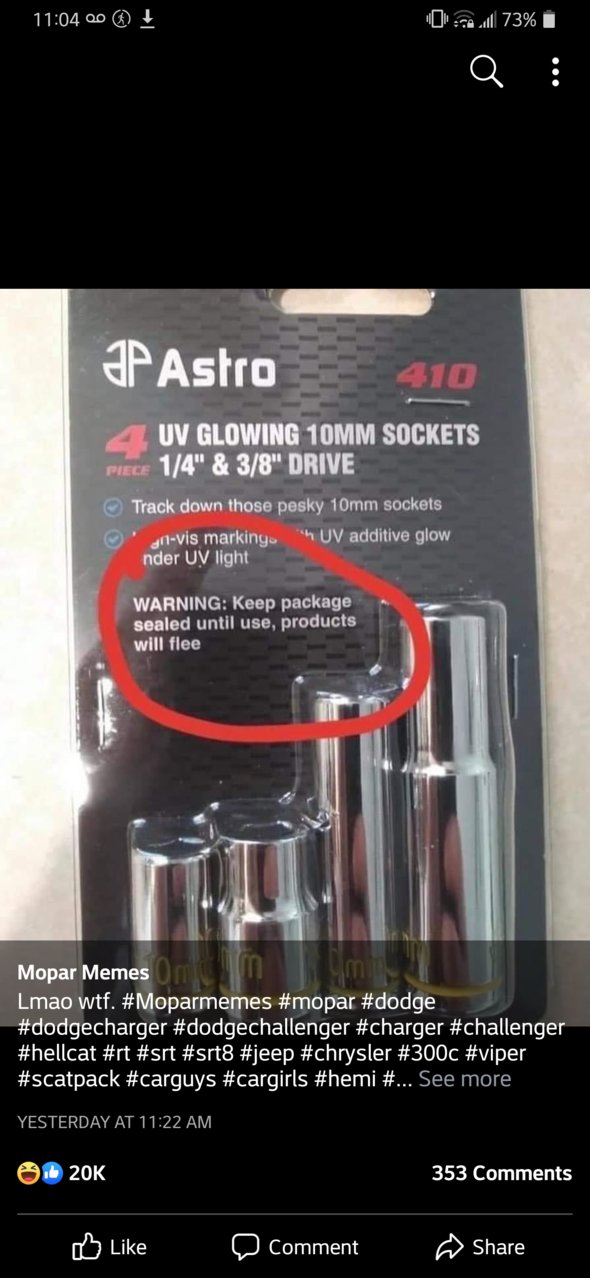 11:04
73%
AP Astro
410
4 UV GLOWING 10MM SOCKETS
PIECE 1/4" & 3/8" DRIVE
Track down those pesky 10mm sockets
UV additive glow
UV light
WARNING: Keep package
sealed until use, products
will flee
Mopar Memes
Lmao wtf. #Moparmemes #mopar #dodge
#dodgecharger #dodgechallenger #charger #challenger
#hellcat #rt #srt #srt8 #jeep #chrysler #300c #viper
#scatpack #carguys #cargirls #hemi #... See more
YESTERDAY AT 11:22 AM
20K
353 Comments
Like
Comment
Share